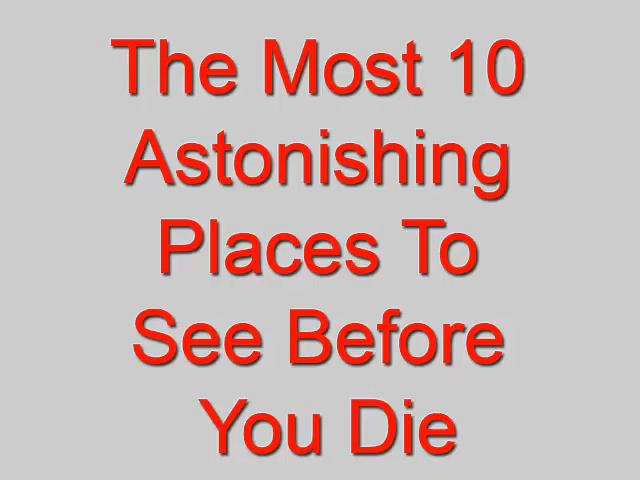 The Most 10
Astonishing
Places To
See Before
You Die